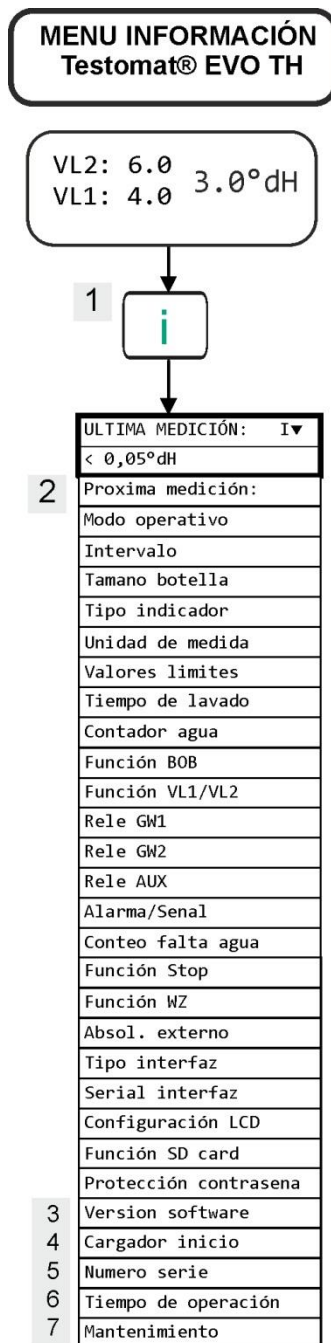 MENU INFORMACIÓN
Testomat® EVO TH
VL2: 6.0
VL1: 4.0
3.0°dH
1
i
ULTIMA MEDICIÓN: I▼
< 0,05°dH
2 Proxima medición:
Modo operativo
Intervalo
Tamano botella
Tipo indicador
Unidad de medida
Valores limites
Tiempo de lavado
Contador agua
Función BOB
Función VL1/VL2
Rele GW1
Rele GW2
Rele AUX
Alarma/Senal
Conteo falta agua
Función Stop
Función WZ
Absol. externo
Tipo interfaz
Serial interfaz
Configuración LCD
Función SD card
Protección contrasena
3 Version software
4 Cargador inicio
5 Numero serie
6 Tiempo de operación
7 Mantenimiento